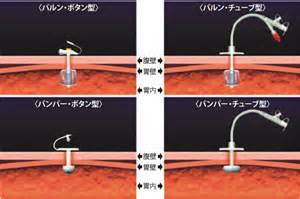 〈バルン・ボタン型〉
〈バルン・チューブ型〉
腹壁
胃壁
胃内
〈バンパー・ボタン型〉
〈バンパー・チューブ型〉
腹壁
胃壁
胃内